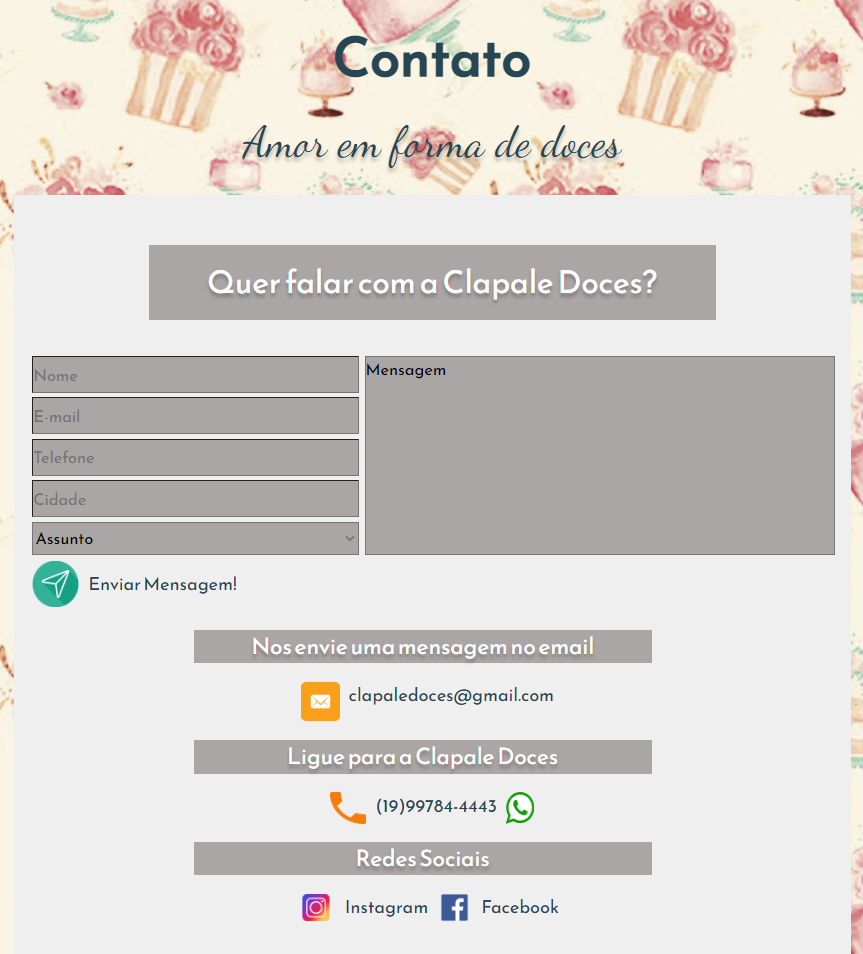 Contato
Amor em forma de doces
Quer falar com a Clapale Doces?
Nome
E-mail
Telefone
Cidade
Assunto
Mensagem
Enviar Mensagem!
Nos envie uma mensagem no email
clapaledoces@gmail.com
Ligue para a Clapale Doces
(19)99784-4443
Redes Sociais
Instagram Facebook